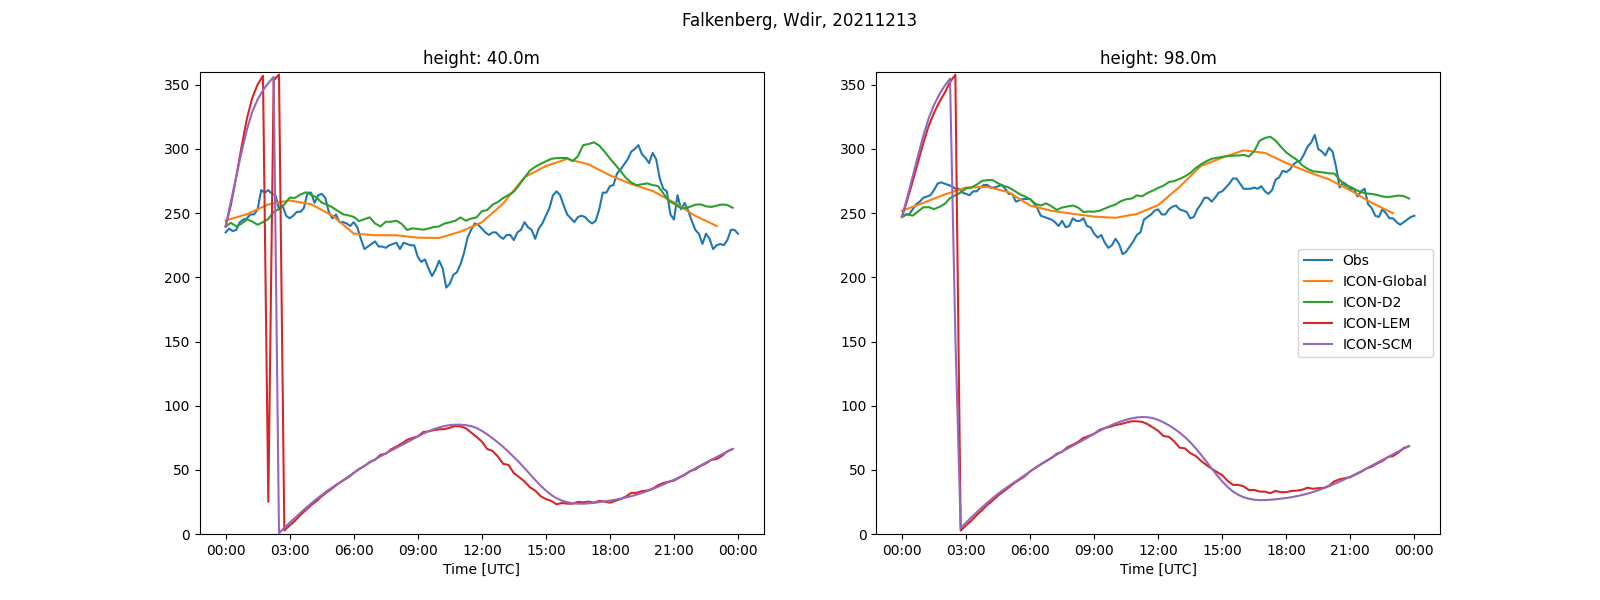 Falkenberg, Wdir, 20211213
height: 40.0m
350
300
250
200
150
100
50
0
00:00 03:00 06:00 09:00 12:00 15:00 18:00 21:00 00:00
Time [UTC]
height: 98.0m
350
300
250
200
150
100
50
0
Obs
ICON-Global
ICON-D2
ICON-LEM
ICON-SCM
00:00 03:00 06:00 09:00 12:00 15:00 18:00 21:00 00:00
Time [UTC]